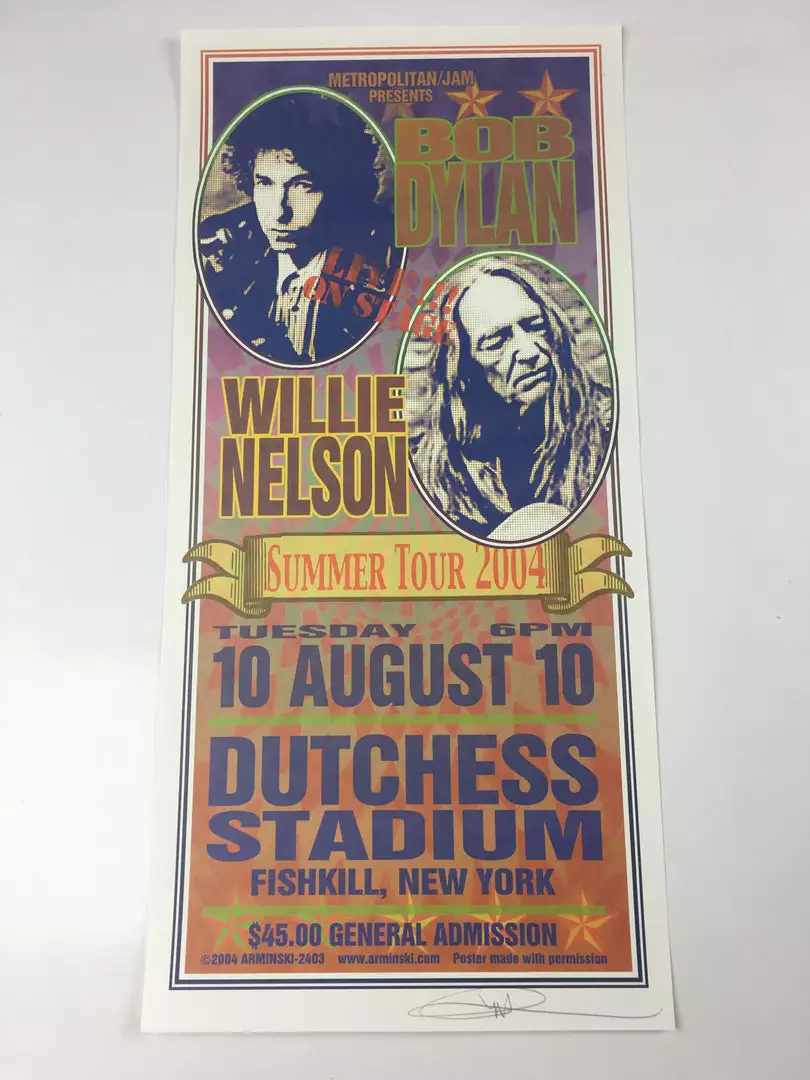 METROPOLITAN/JAM
PRESENTS
BOB
DYLAN
LIVE!!!
ON STAGE
WILLIE
NELSON
SUMMER TOUR 2004
TUESDAY 6PM
10 AUGUST 10
DUTCHESS
STADIUM
FISHKILL, NEW YORK
$45.00 GENERAL ADMISSION
©2004 ARMINSKI-2403 www.arminski.com Poster made with permission